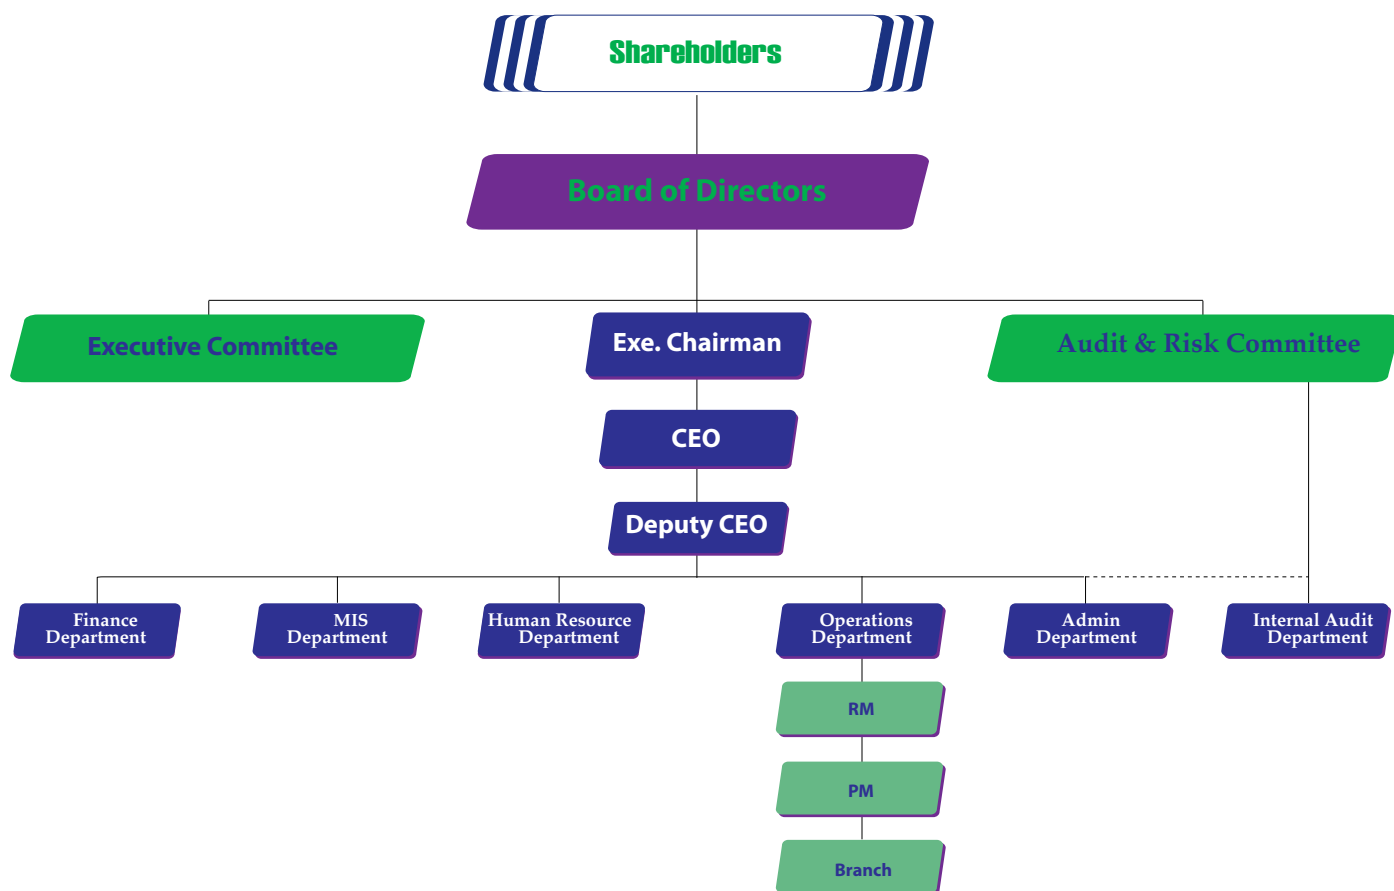 Shareholders
Board of Directors
Executive Committee
Exe. Chairman
Audit & Risk Committee
CEO
Deputy CEO
Finance
Department
MIS
Department
Human Resource
Department
Operations
Department
Admin
Department
Internal Audit
Department
RM
PM
Branch